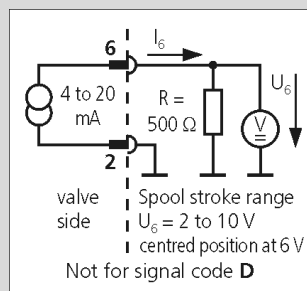 6
I₆
4 to 20
mA
R =
500 Ω
U₆
V
2
valve
side
Spool stroke range
U₆ = 2 to 10 V
centred position at 6 V
Not for signal code D